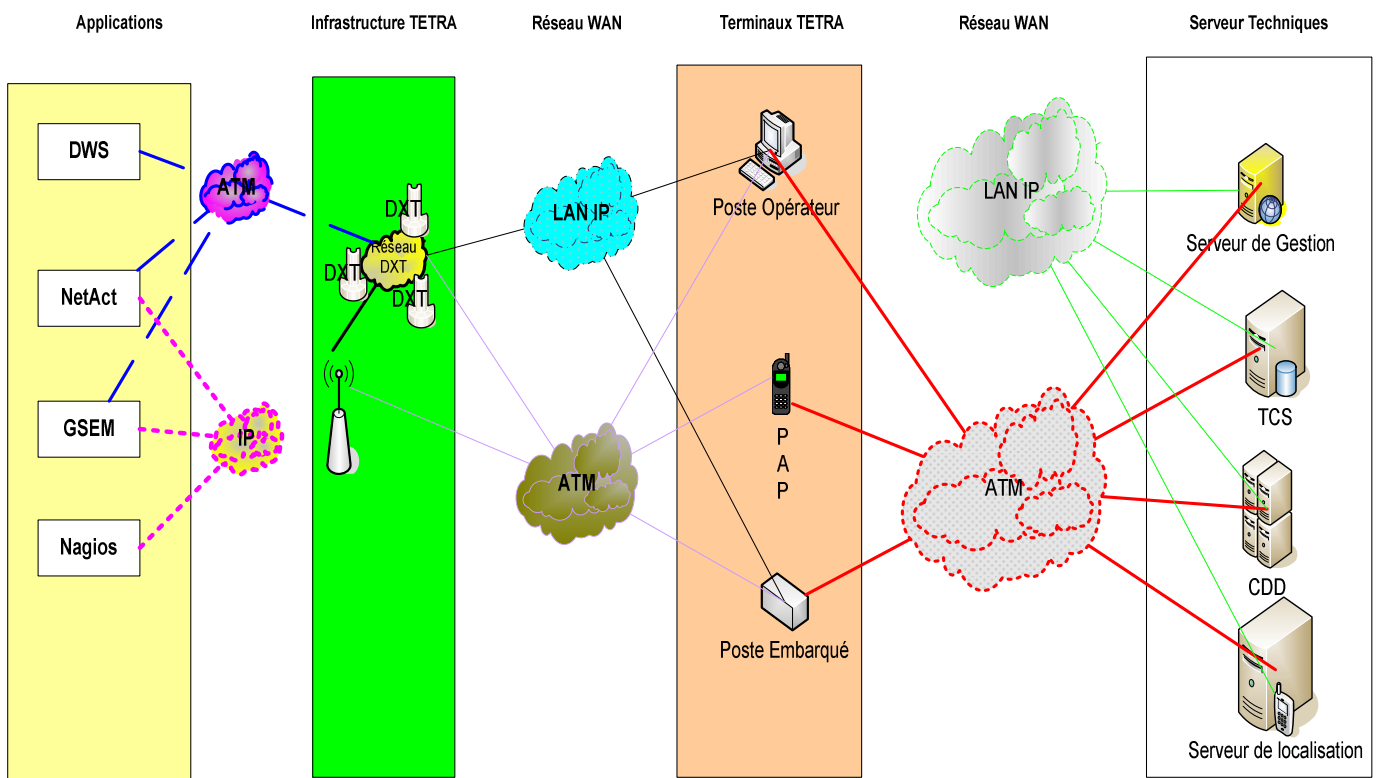 Applications
Infrastructure TETRA
Réseau WAN
Terminaux TETRA
Réseau WAN
Serveur Techniques
DWS
NetAct
GSEM
Nagios
ATM
IP
DXT
Réseau
DXT
DXT
DXT
LAN IP
ATM
Poste Opérateur
P
A
P
Poste Embarqué
LAN IP
ATM
Serveur de Gestion
TCS
CDD
Serveur de localisation